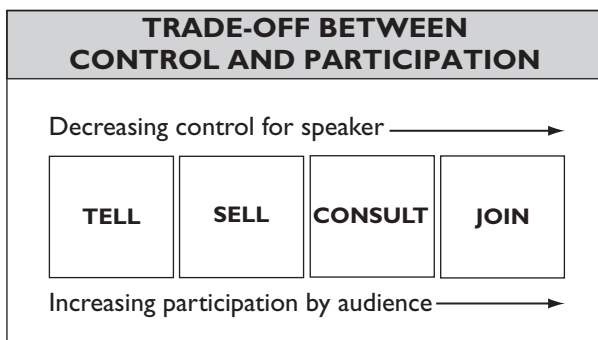 TRADE-OFF BETWEEN
CONTROL AND PARTICIPATION
Decreasing control for speaker
TELL SELL CONSULT JOIN
Increasing participation by audience